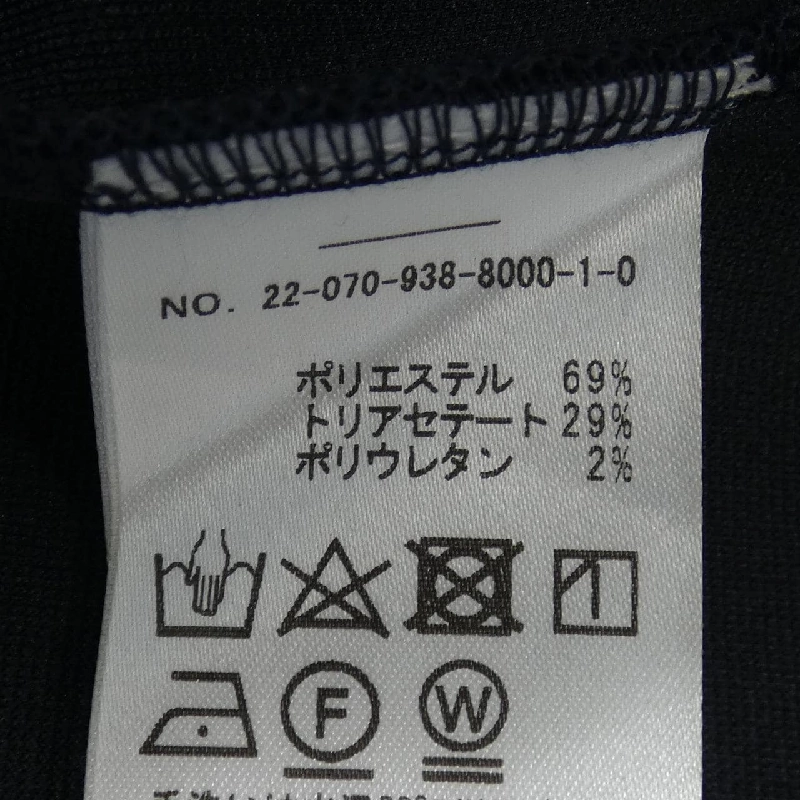 NO. 22-070-938-8000-1-0
ポリエステル 69%
トリアセテート 29%
ポリウレタン 2%
F
W